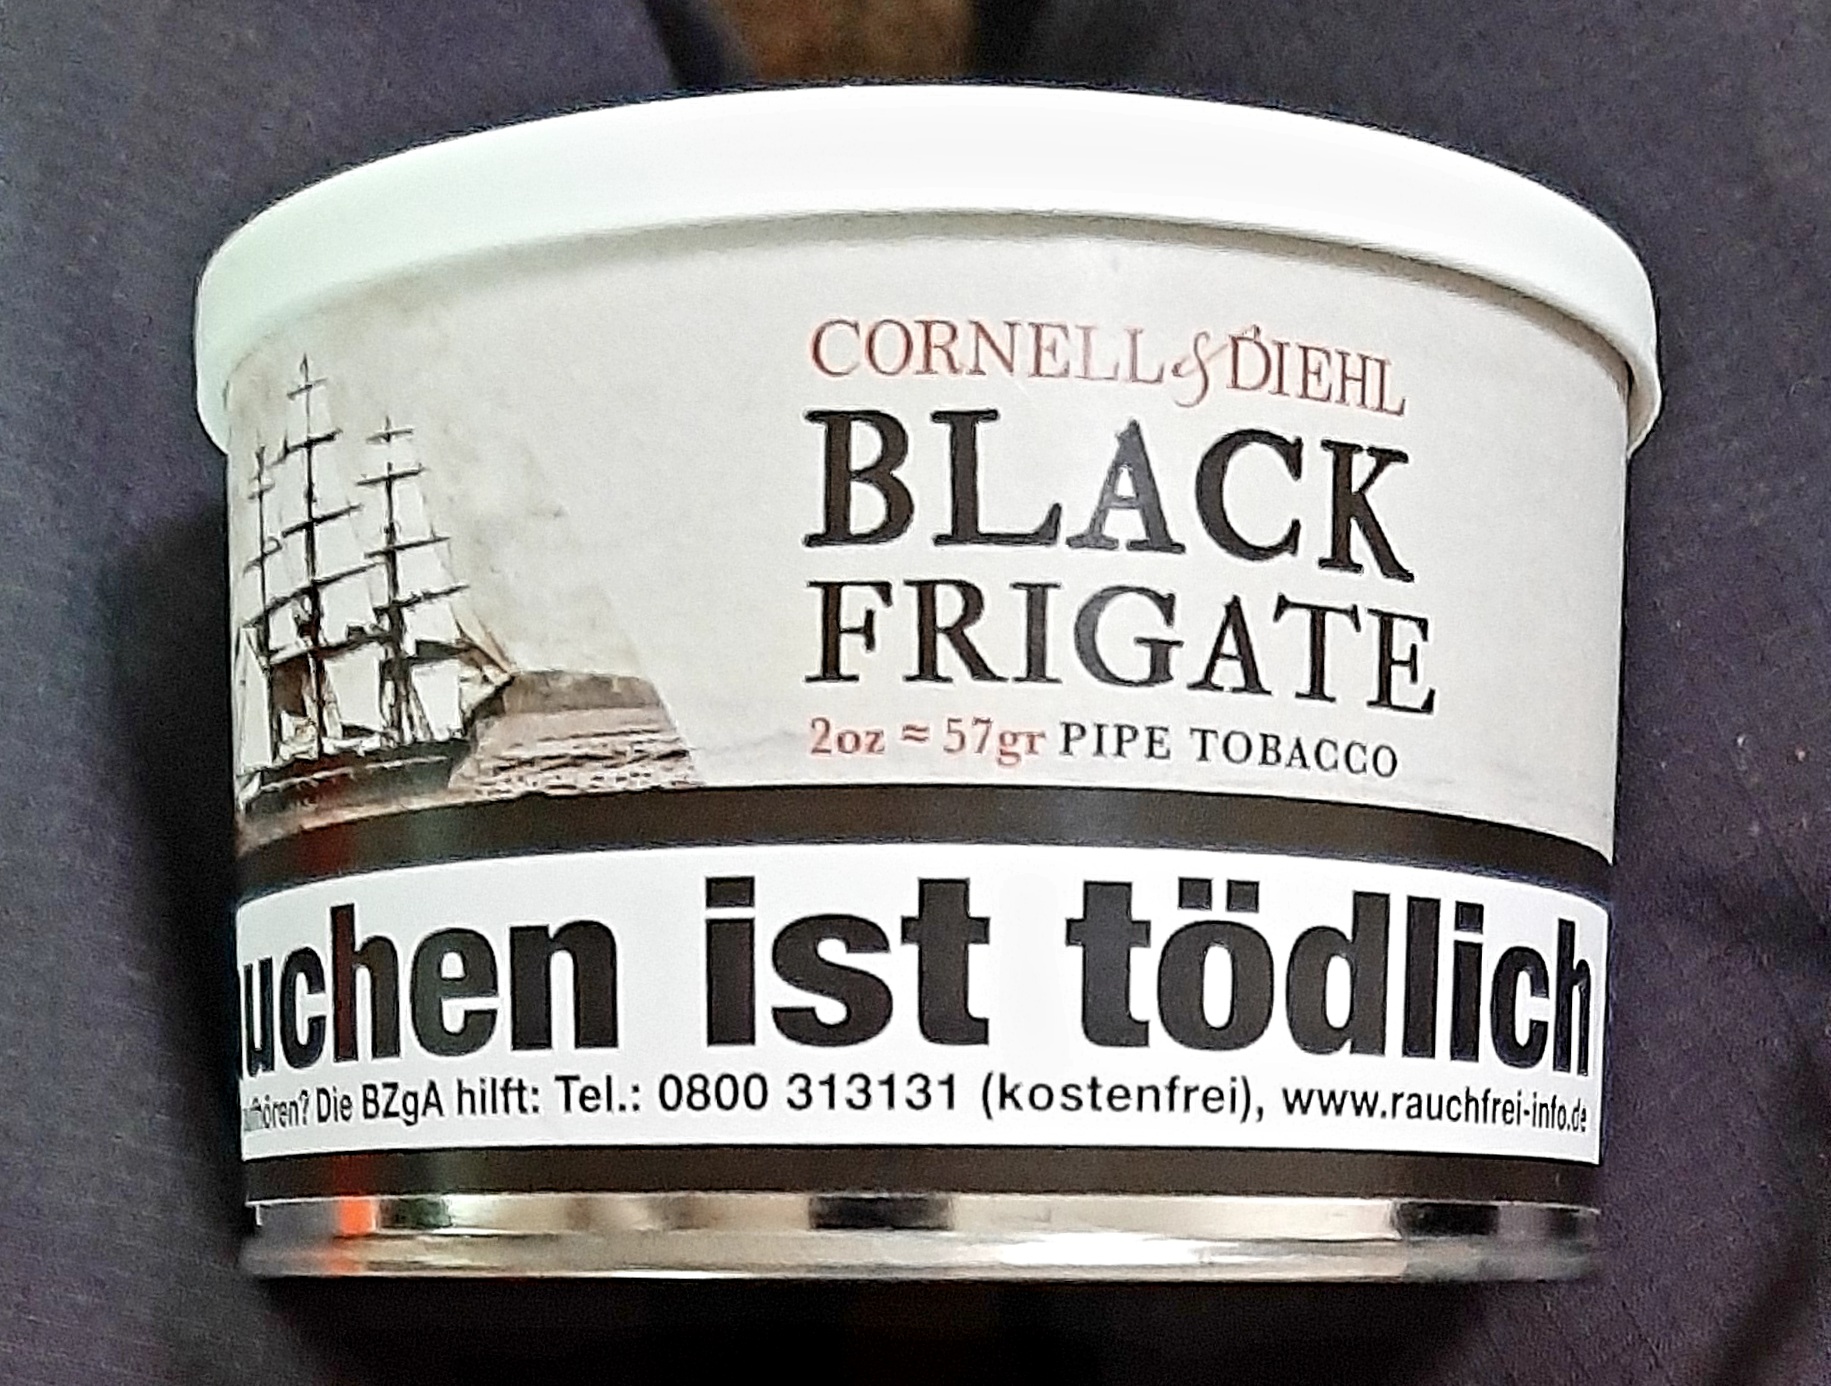 CORNELL & DIEHL
BLACK
FRIGATE
2oz ≈ 57gr PIPE TOBACCO
uchen ist tödlich
hören? Die BZgA hilft: Tel.: 0800 313131 (kostenfrei), www.rauchfrei-info.de